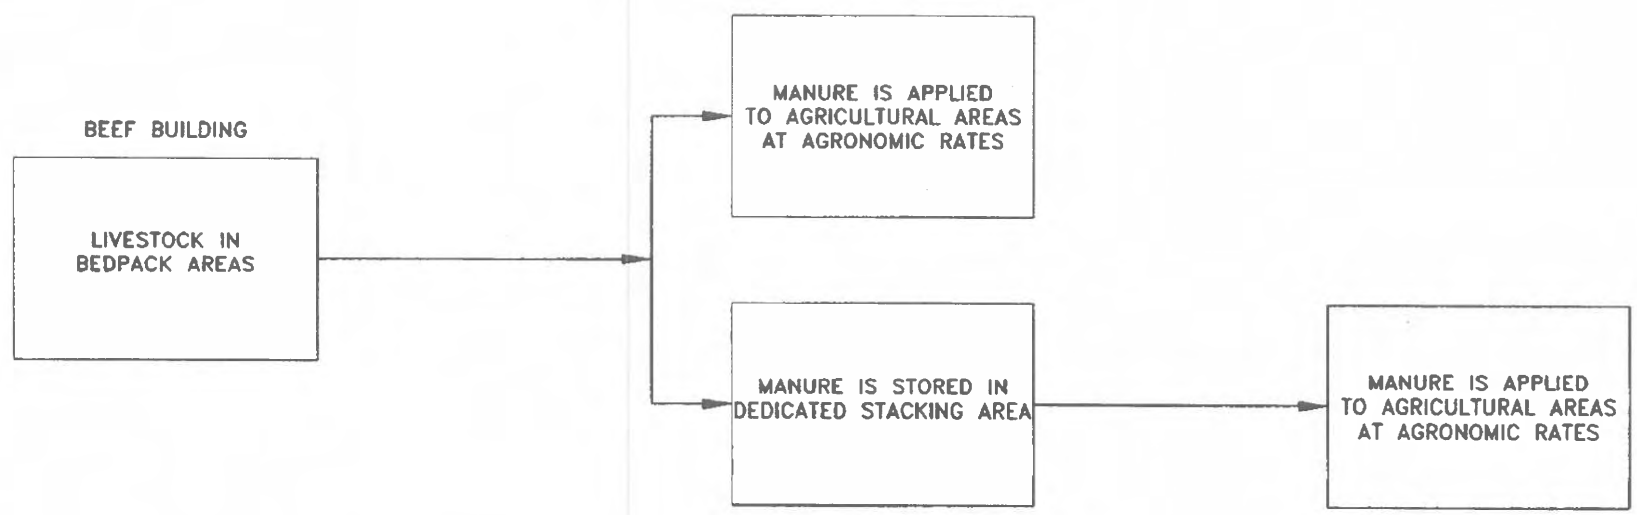 BEEF BUILDING
LIVESTOCK IN
BEDPACK AREAS
MANURE IS APPLIED
TO AGRICULTURAL AREAS
AT AGRONOMIC RATES
MANURE IS STORED IN
DEDICATED STACKING AREA
MANURE IS APPLIED
TO AGRICULTURAL AREAS
AT AGRONOMIC RATES